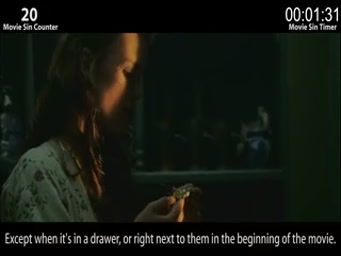 20
Movie Sin Counter
00:01:31
Movie Sin Timer
Except when it's in a drawer, or right next to them in the beginning of the movie.